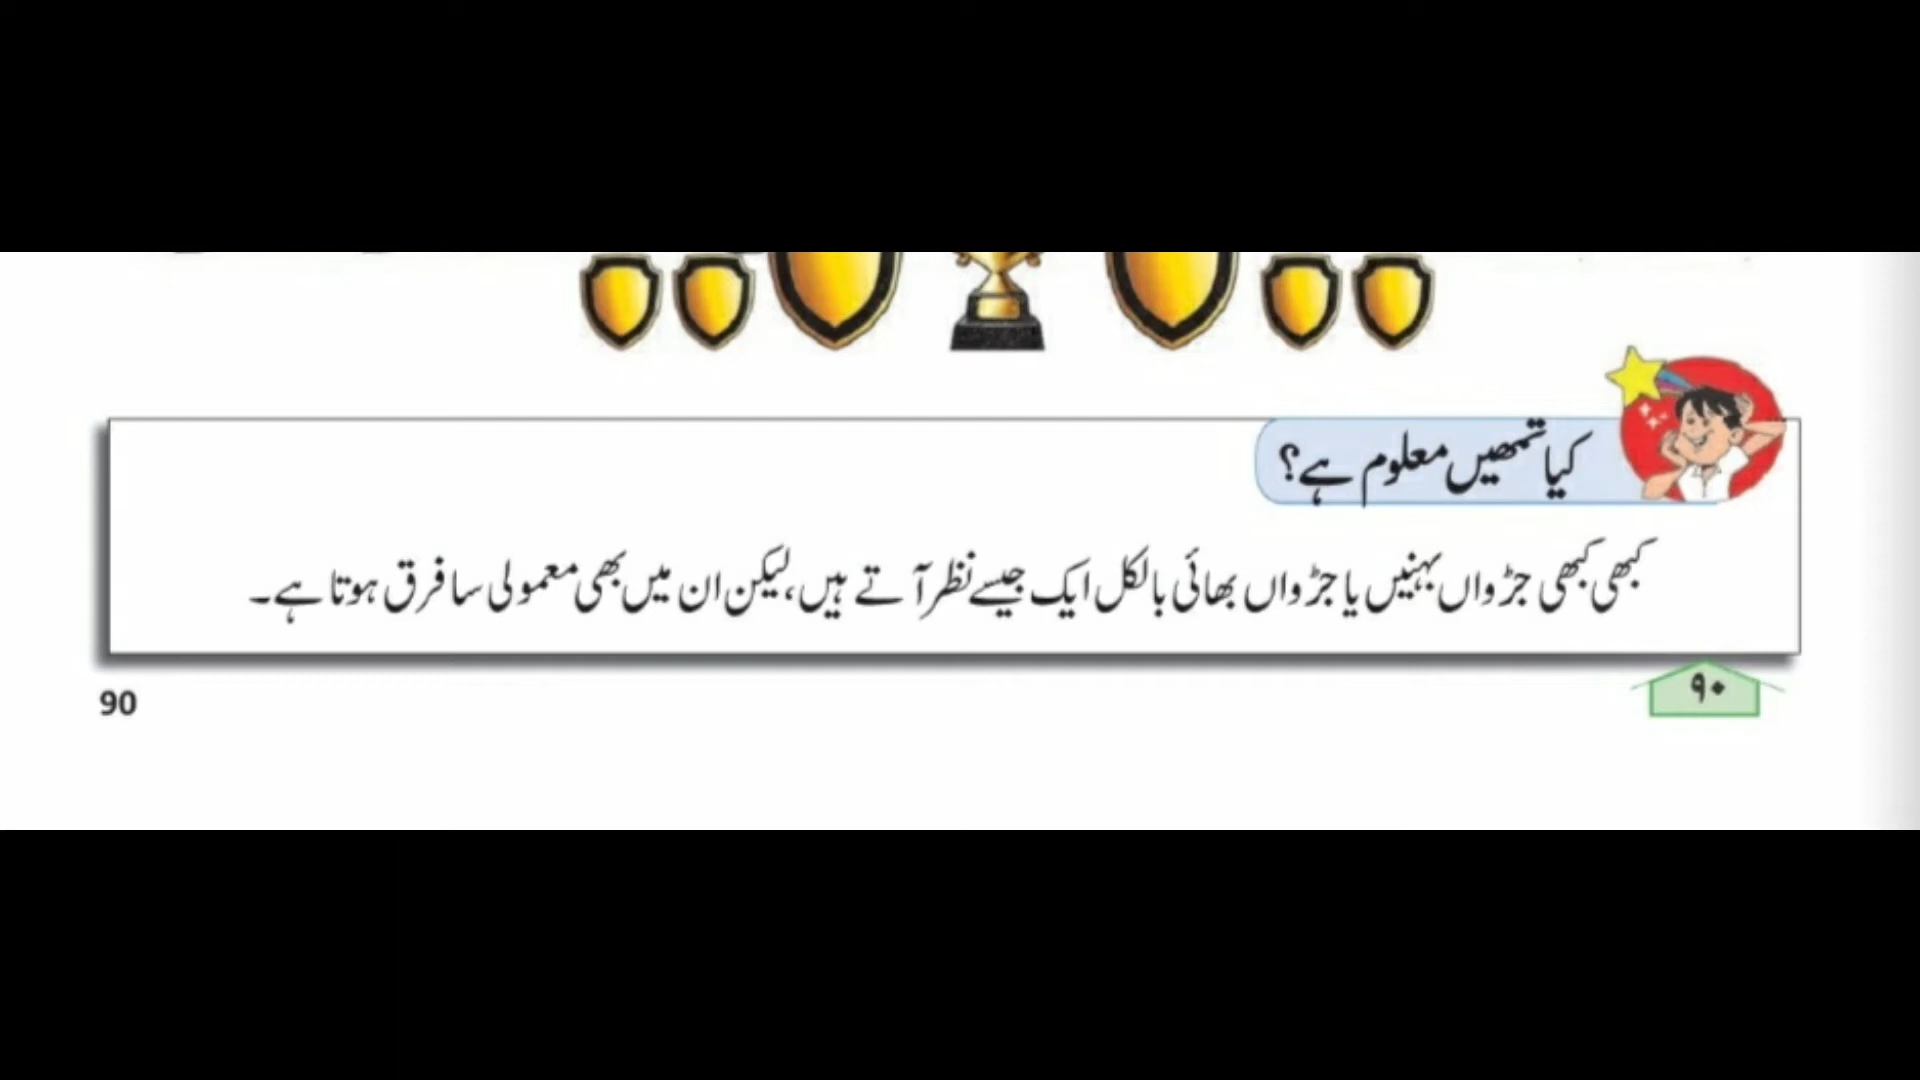 کیا تمھیں معلوم ہے؟
کبھی کبھی جڑواں بہنیں یا جڑواں بھائی بالکل ایک جیسے نظر آتے ہیں، لیکن ان میں بھی معمولی سا فرق ہوتا ہے۔
90
۹۰